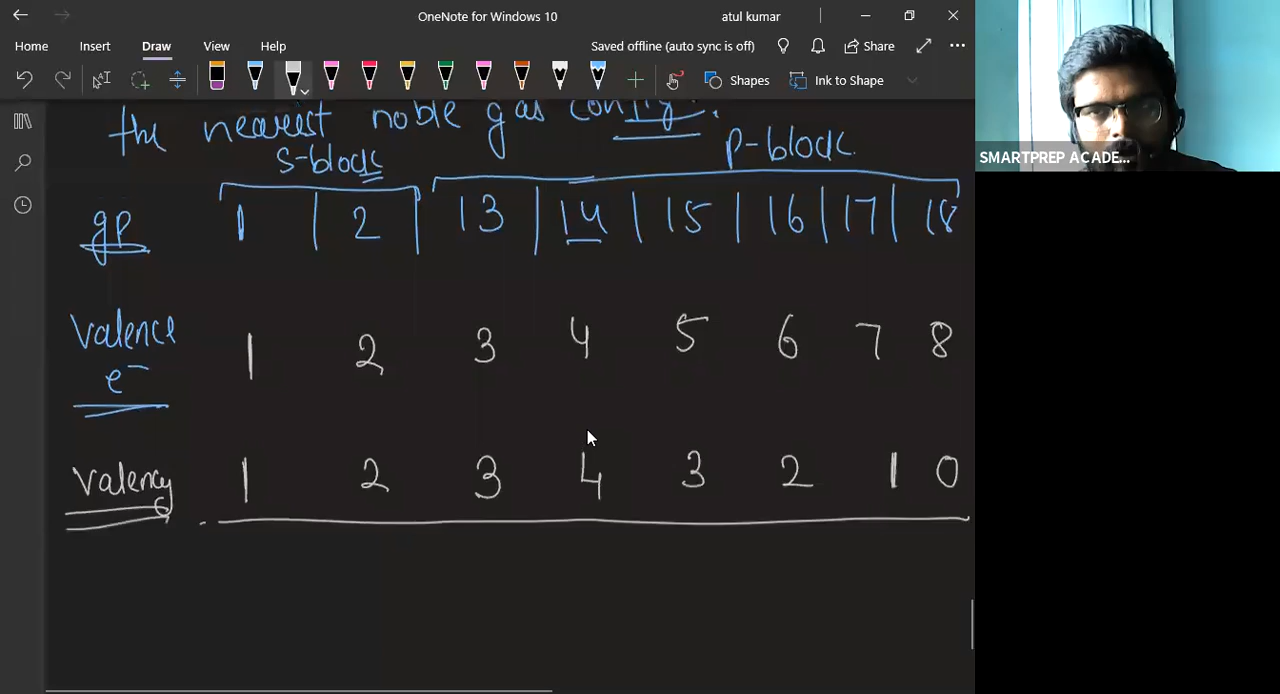 OneNote for Windows 10
atul kumar
Home Insert Draw View Help
Saved offline (auto sync is off)
Share
Shapes
Ink to Shape
the nearest noble gas config.
s-block
p-block
gp 1 | 2 | 13 | 14 | 15 | 16 | 17 | 18
Valence e⁻ 1 2 3 4 5 6 7 8
Valency 1 2 3 4 3 2 1 0
SMARTPREP ACADE...